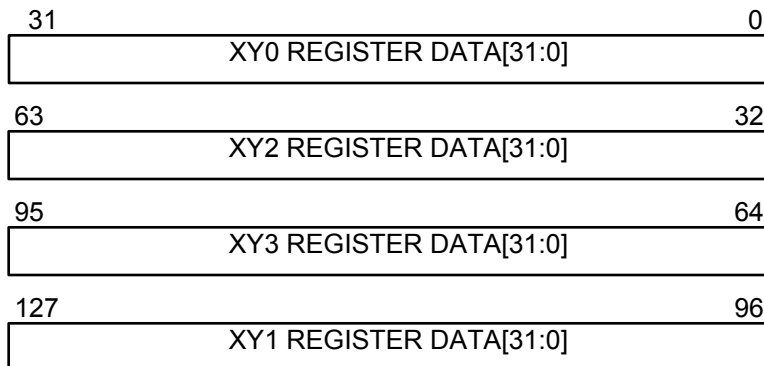 31 0
XY0 REGISTER DATA[31:0]
63 32
XY2 REGISTER DATA[31:0]
95 64
XY3 REGISTER DATA[31:0]
127 96
XY1 REGISTER DATA[31:0]